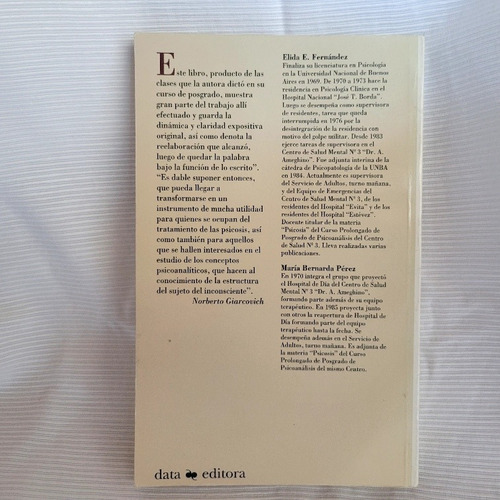 Este libro, producto de las
clases que la autora dictó en su
curso de posgrado, muestra
gran parte del trabajo allí
efectuado y guarda la
dinámica y claridad expositiva
original, así como denota la
reelaboración que alcanzó,
luego de quedar la palabra
bajo la función de lo escrito".
"Es dable suponer entonces,
que pueda llegar a
transformarse en un
instrumento de mucha utilidad
para quienes se ocupan del
tratamiento de las psicosis, así
como también para aquellos
que se hallen interesados en el
estudio de los conceptos
psicoanalíticos, que hacen al
conocimiento de la estructura
del sujeto del inconsciente".
Norberto Giarcovich
Elida E. Fernández
Finaliza su licenciatura en Psicología
en la Universidad Nacional de Buenos
Aires en 1969. De 1970 a 1973 hace la
residencia en Psicología Clínica en el
Hospital Nacional "José T. Borda".
Luego se desempeña como supervisora
de residentes, tarea que queda
interrumpida en 1976 por la
desintegración de la residencia con
motivo del golpe militar. Desde 1983
ejerce tareas de supervisora en el
Centro de Salud Mental Nº 3 "Dr. A.
Ameghino". Fue adjunta interina de la
cátedra de Psicopatología de la UNBA
en 1984. Actualmente es supervisora
del Servicio de Adultos, turno mañana,
y del Equipo de Emergencias del
Centro de Salud Mental Nº 3, de
los residentes del Hospital "Evita" y de los
residentes del Hospital "Estévez".
Docente titular de la materia
"Psicosis" del Curso Prolongado de
Posgrado de Psicoanálisis del Centro
de Salud Nº 3. Lleva realizadas varias
publicaciones.
María Bernarda Pérez
En 1970 integra el grupo que proyectó
el Hospital de Día del Centro de Salud
Mental Nº 3 "Dr. A. Ameghino",
formando parte además de su equipo
terapéutico. En 1985 proyecta junto
con otros la reapertura de Hospital de
Día formando parte del equipo
terapéutico hasta la fecha. Se
desempeña además en el Servicio de
Adultos, turno mañana. Es adjunta de
la materia "Psicosis" del Curso
Prolongado de Posgrado de
Psicoanálisis del mismo Centro.
data editora